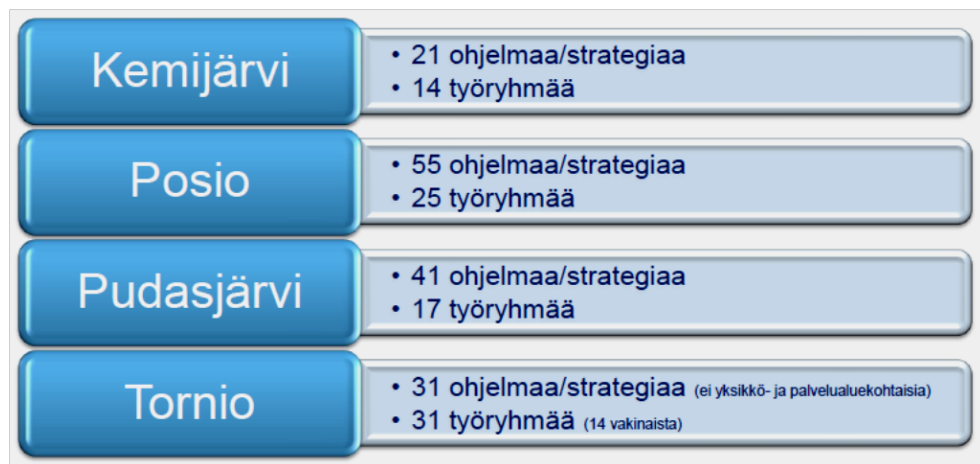 Kemijärvi
• 21 ohjelmaa/strategiaa
• 14 työryhmää
Posio
• 55 ohjelmaa/strategiaa
• 25 työryhmää
Pudasjärvi
• 41 ohjelmaa/strategiaa
• 17 työryhmää
Tornio
• 31 ohjelmaa/strategiaa (ei yksikkö- ja palvelualuekohtaisia)
• 31 työryhmää (14 vakinaista)